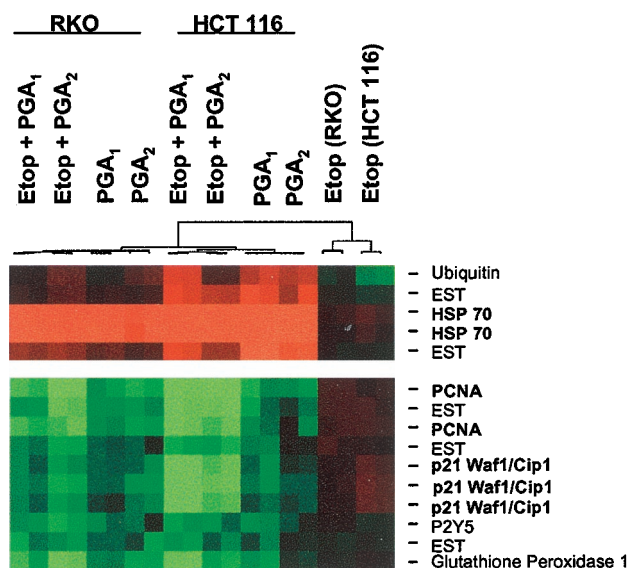 RKO
HCT 116
Etop + PGA1
Etop + PGA2
PGA1
PGA2
Etop + PGA1
Etop + PGA2
PGA1
PGA2
Etop (RKO)
Etop (HCT 116)
Ubiquitin
EST
HSP 70
HSP 70
EST
PCNA
EST
PCNA
EST
p21 Waf1/Cip1
p21 Waf1/Cip1
p21 Waf1/Cip1
P2Y5
EST
Glutathione Peroxidase 1